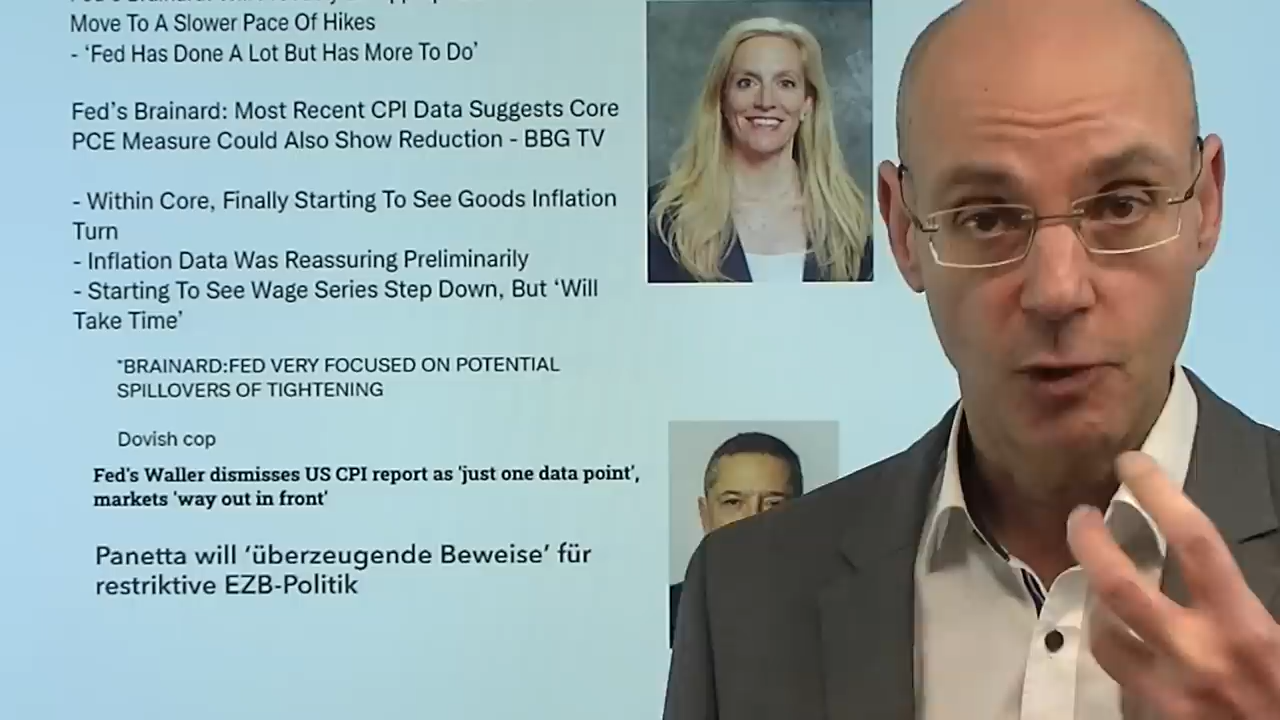 Move To A Slower Pace Of Hikes
- ‘Fed Has Done A Lot But Has More To Do’
Fed’s Brainard: Most Recent CPI Data Suggests Core
PCE Measure Could Also Show Reduction - BBG TV
- Within Core, Finally Starting To See Goods Inflation
Turn
- Inflation Data Was Reassuring Preliminarily
- Starting To See Wage Series Step Down, But ‘Will
Take Time’
*BRAINARD:FED VERY FOCUSED ON POTENTIAL
SPILLOVERS OF TIGHTENING
Dovish cop
Fed's Waller dismisses US CPI report as 'just one data point',
markets 'way out in front'
Panetta will ‘überzeugende Beweise’ für
restriktive EZB-Politik